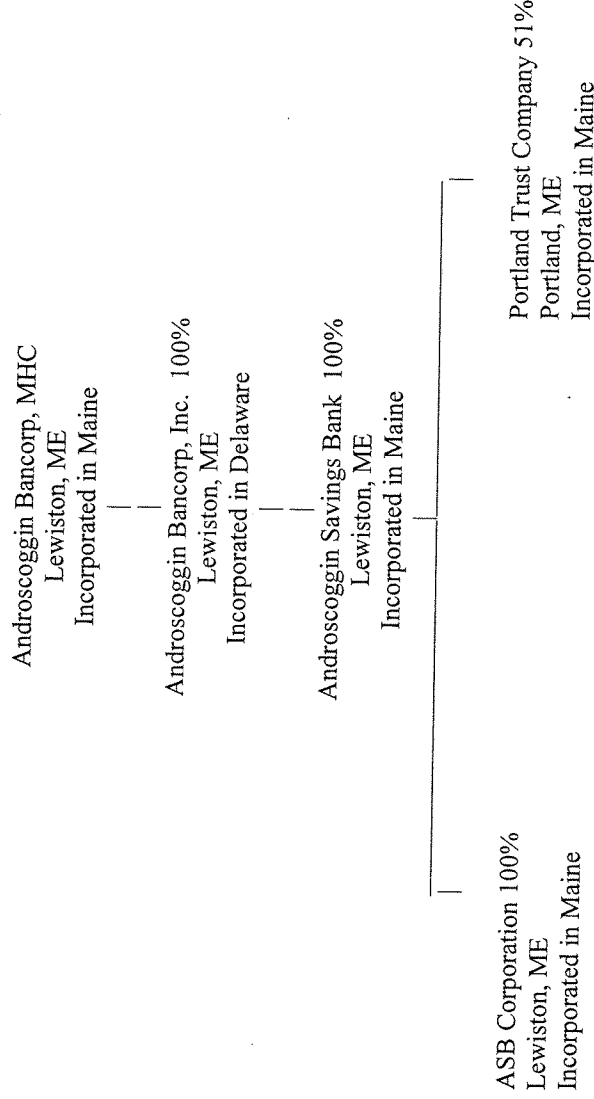 Androscoggin Bancorp, MHC
Lewiston, ME
Incorporated in Maine
Androscoggin Bancorp, Inc. 100%
Lewiston, ME
Incorporated in Delaware
Androscoggin Savings Bank 100%
Lewiston, ME
Incorporated in Maine
ASB Corporation 100%
Lewiston, ME
Incorporated in Maine
Portland Trust Company 51%
Portland, ME
Incorporated in Maine